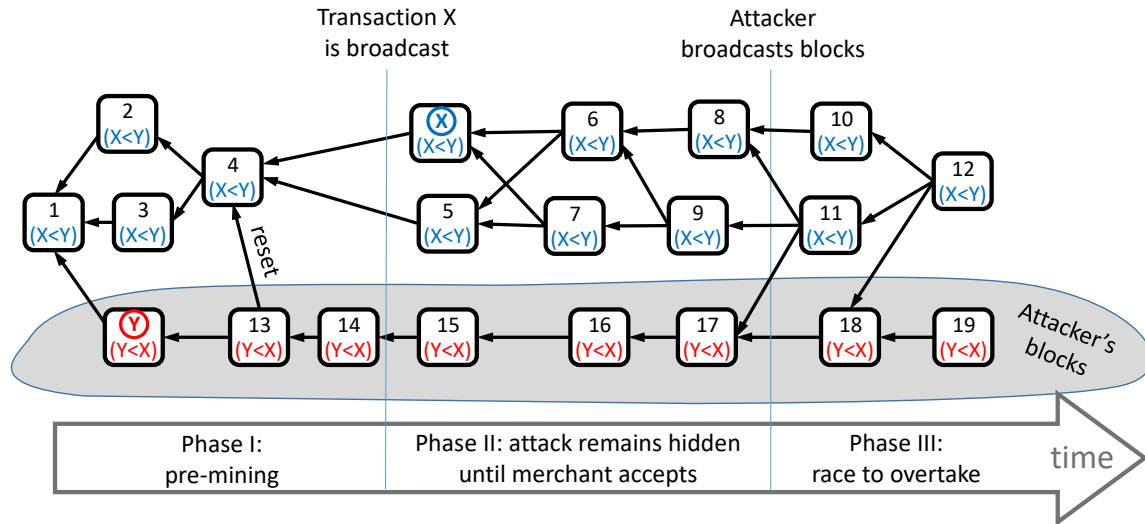 Transaction X
is broadcast
Attacker
broadcasts blocks
2
(X<Y)
X
(X<Y)
6
(X<Y)
8
(X<Y)
10
(X<Y)
4
(X<Y)
12
(X<Y)
1
(X<Y)
3
(X<Y)
5
(X<Y)
7
(X<Y)
9
(X<Y)
11
(X<Y)
reset
Y
(Y<X)
13
(Y<X)
14
(Y<X)
15
(Y<X)
16
(Y<X)
17
(Y<X)
18
(Y<X)
19
(Y<X)
Attacker’s
blocks
Phase I:
pre-mining
Phase II: attack remains hidden
until merchant accepts
Phase III:
race to overtake
time